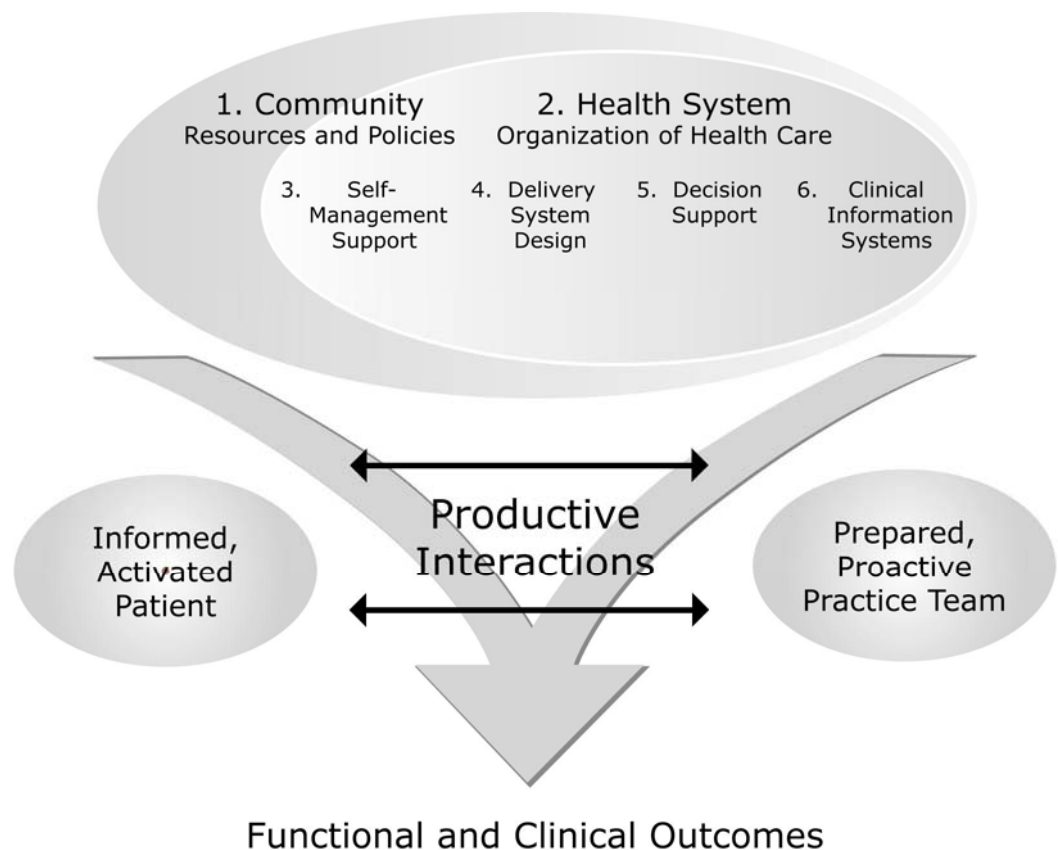 1. Community
Resources and Policies
2. Health System
Organization of Health Care
3. Self-
Management
Support
4. Delivery
System
Design
5. Decision
Support
6. Clinical
Information
Systems
Informed,
Activated
Patient
Productive
Interactions
Prepared,
Proactive
Practice Team
Functional and Clinical Outcomes